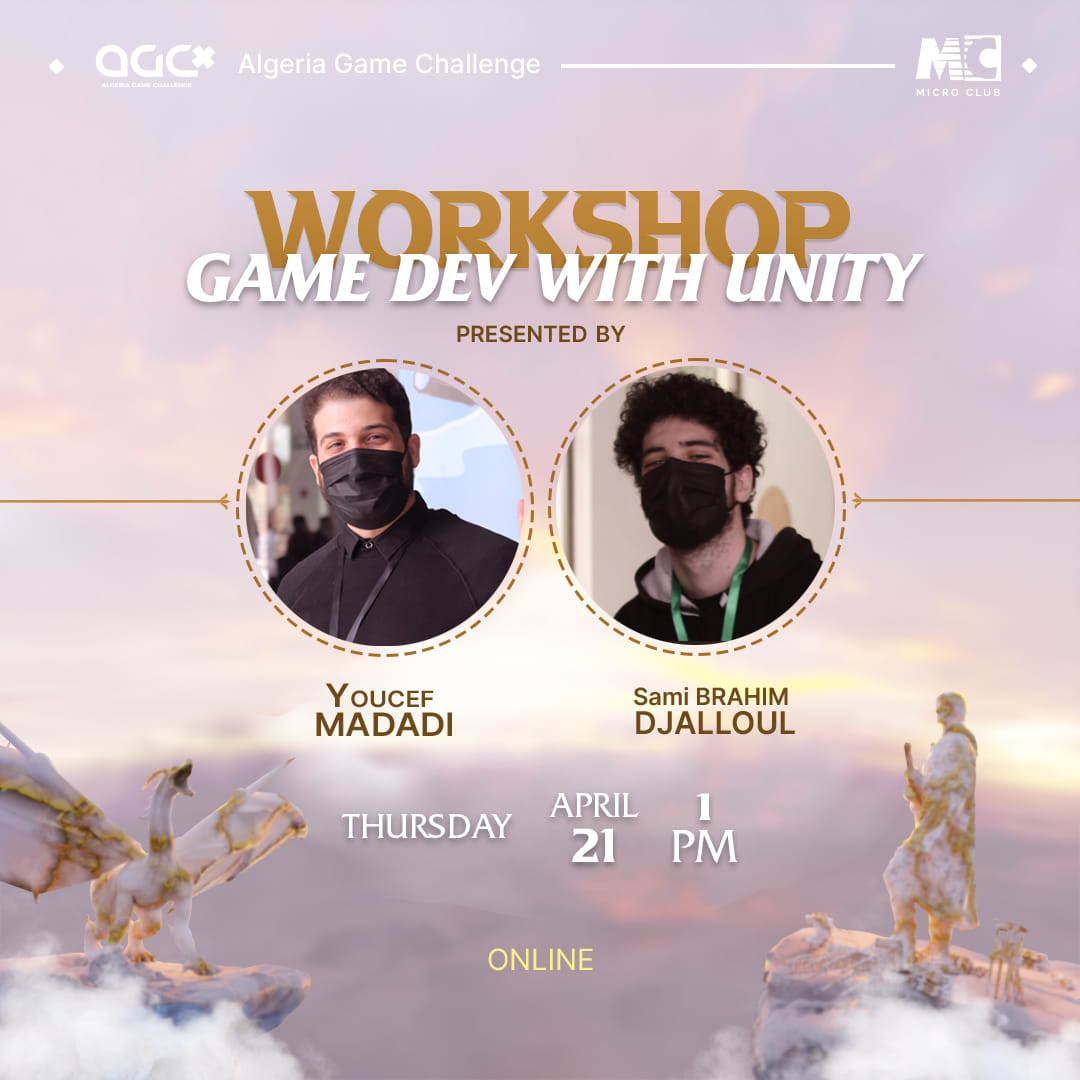 AGCx
ALGERIA GAME CHALLENGE
Algeria Game Challenge
MC
MICRO CLUB
WORKSHOP
GAME DEV WITH UNITY
PRESENTED BY
YOUCEF
MADADI
Sami BRAHIM
DJALLOUL
THURSDAY
APRIL
21
1
PM
ONLINE